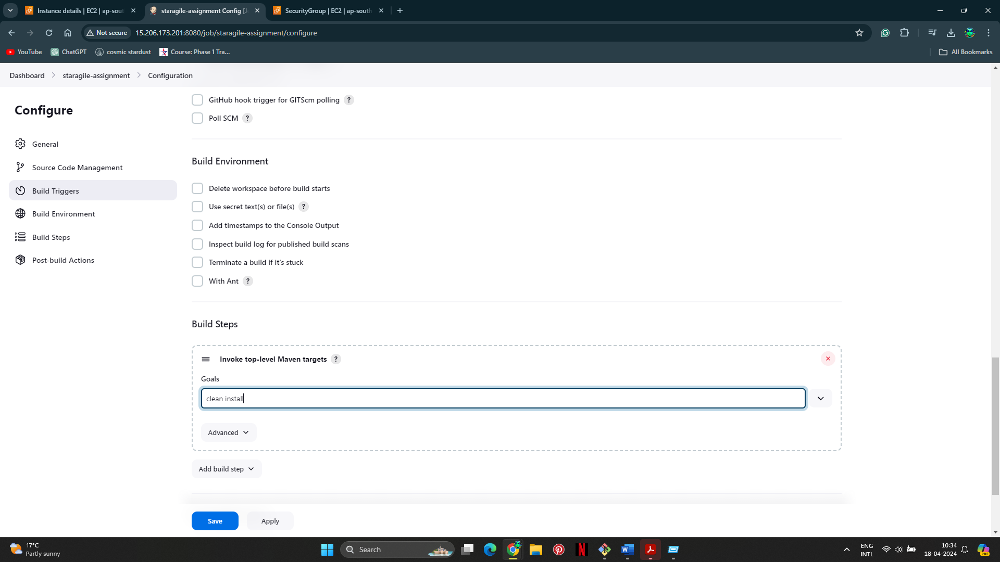 Instance details | EC2 | ap-sout
staragile-assignment Config [J
SecurityGroup | EC2 | ap-south
Not secure
15.206.173.201:8080/job/staragile-assignment/configure
YouTube
ChatGPT
cosmic stardust
Course: Phase 1 Tra...
All Bookmarks
Dashboard
staragile-assignment
Configuration
Configure
General
Source Code Management
Build Triggers
Build Environment
Build Steps
Post-build Actions
GitHub hook trigger for GITScm polling ?
Poll SCM ?
Build Environment
Delete workspace before build starts
Use secret text(s) or file(s) ?
Add timestamps to the Console Output
Inspect build log for published build scans
Terminate a build if it's stuck
With Ant ?
Build Steps
Invoke top-level Maven targets ?
Goals
clean install
Advanced
Add build step
Save
Apply
17°C
Partly sunny
Search
ENG
INTL
10:34
18-04-2024
PRE